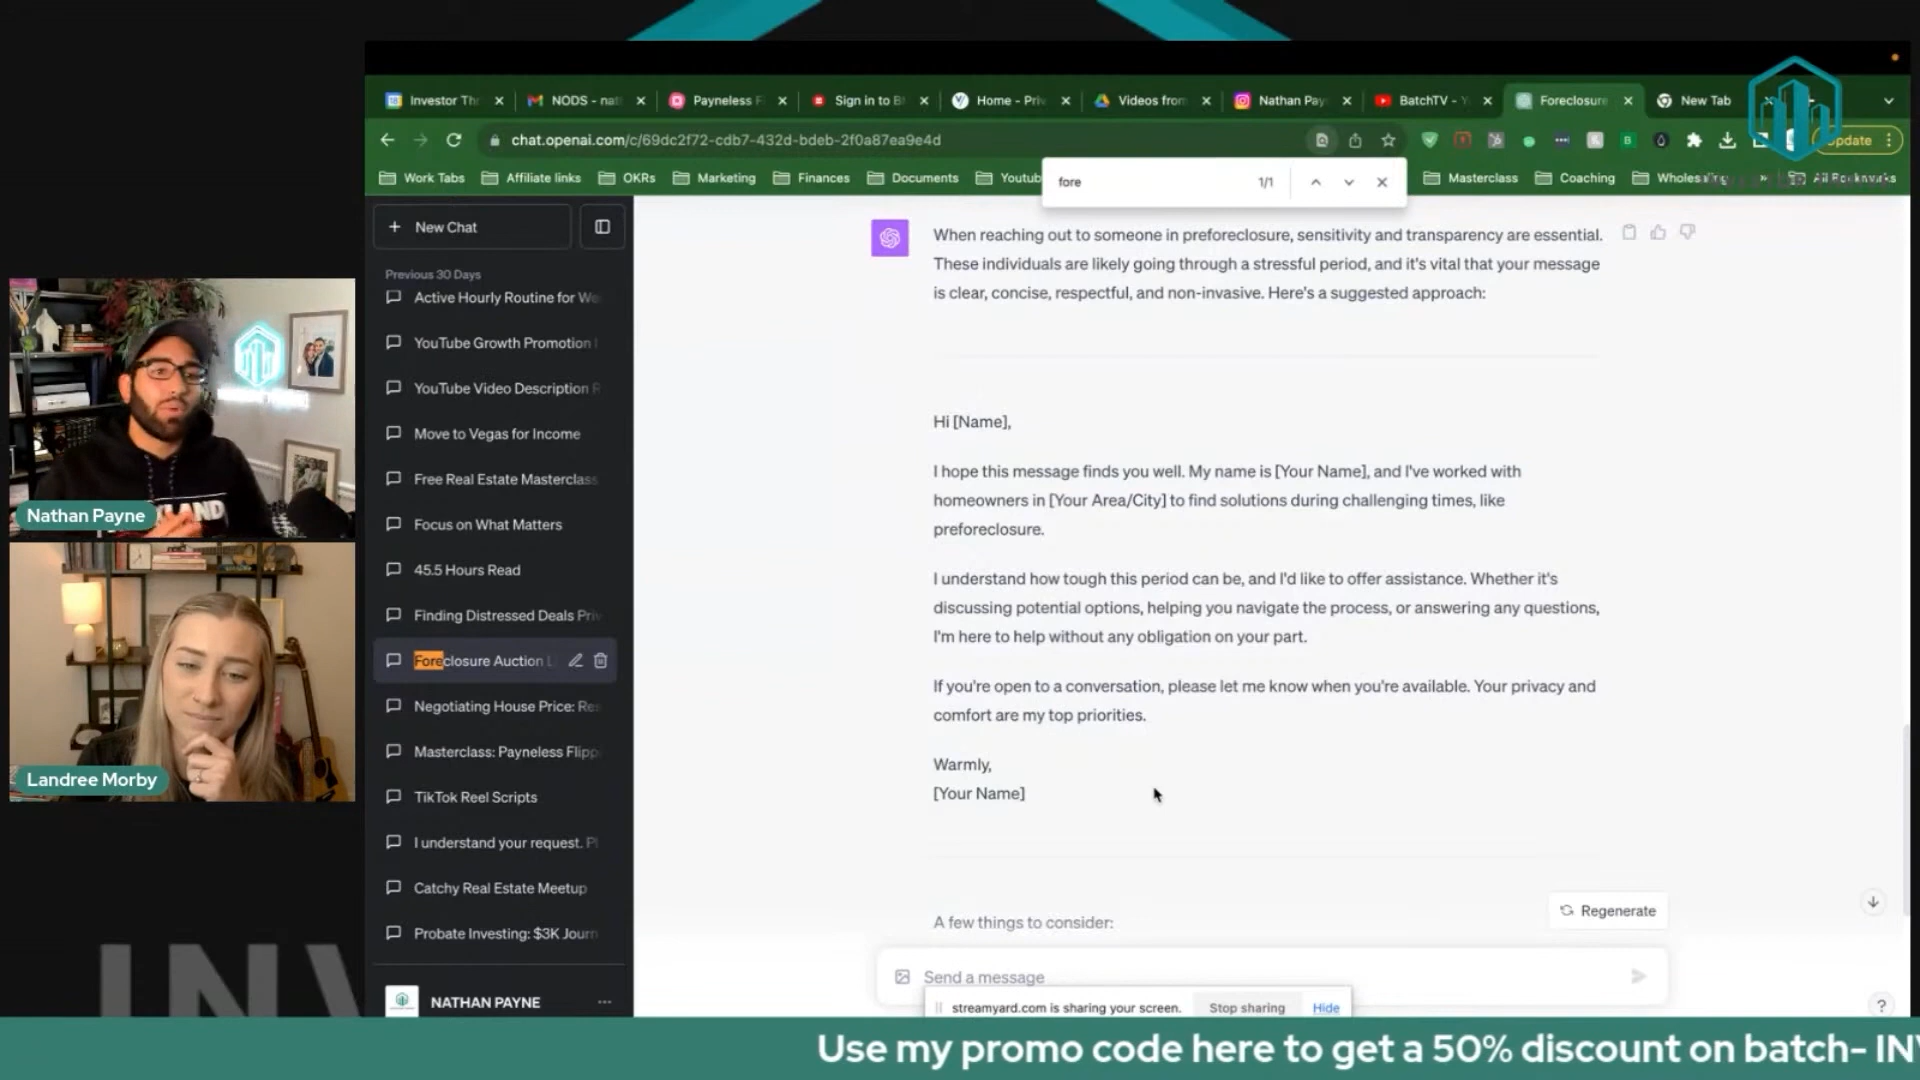 Investor Thr
NODS - nat
Payneless F
Sign in to B
Home - Priv
Videos from
Nathan Pay
BatchTV - Y
Foreclosure
New Tab
chat.openai.com/c/69dc2f72-cdb7-432d-bdeb-2f0a87ea9e4d
Update
Work Tabs
Affiliate links
OKRs
Marketing
Finances
Documents
Youtub
fore
1/1
Masterclass
Coaching
Wholesaling
All Bookmarks
+ New Chat
Previous 30 Days
Active Hourly Routine for We
YouTube Growth Promotion
YouTube Video Description R
Move to Vegas for Income
Free Real Estate Masterclass
Focus on What Matters
45.5 Hours Read
Finding Distressed Deals Priv
Foreclosure Auction L
Negotiating House Price: Res
Masterclass: Payneless Flipp
TikTok Reel Scripts
I understand your request. Pl
Catchy Real Estate Meetup
Probate Investing: $3K Journ
NATHAN PAYNE
...
When reaching out to someone in preforeclosure, sensitivity and transparency are essential.
These individuals are likely going through a stressful period, and it's vital that your message
is clear, concise, respectful, and non-invasive. Here's a suggested approach:
Hi [Name],
I hope this message finds you well. My name is [Your Name], and I've worked with
homeowners in [Your Area/City] to find solutions during challenging times, like
preforeclosure.
I understand how tough this period can be, and I'd like to offer assistance. Whether it's
discussing potential options, helping you navigate the process, or answering any questions,
I'm here to help without any obligation on your part.
If you're open to a conversation, please let me know when you're available. Your privacy and
comfort are my top priorities.
Warmly,
[Your Name]
A few things to consider:
Regenerate
Send a message
streamyard.com is sharing your screen.
Stop sharing
Hide
?
Nathan Payne
LAND
Landree Morby
INV
Use my promo code here to get a 50% discount on batch- INV